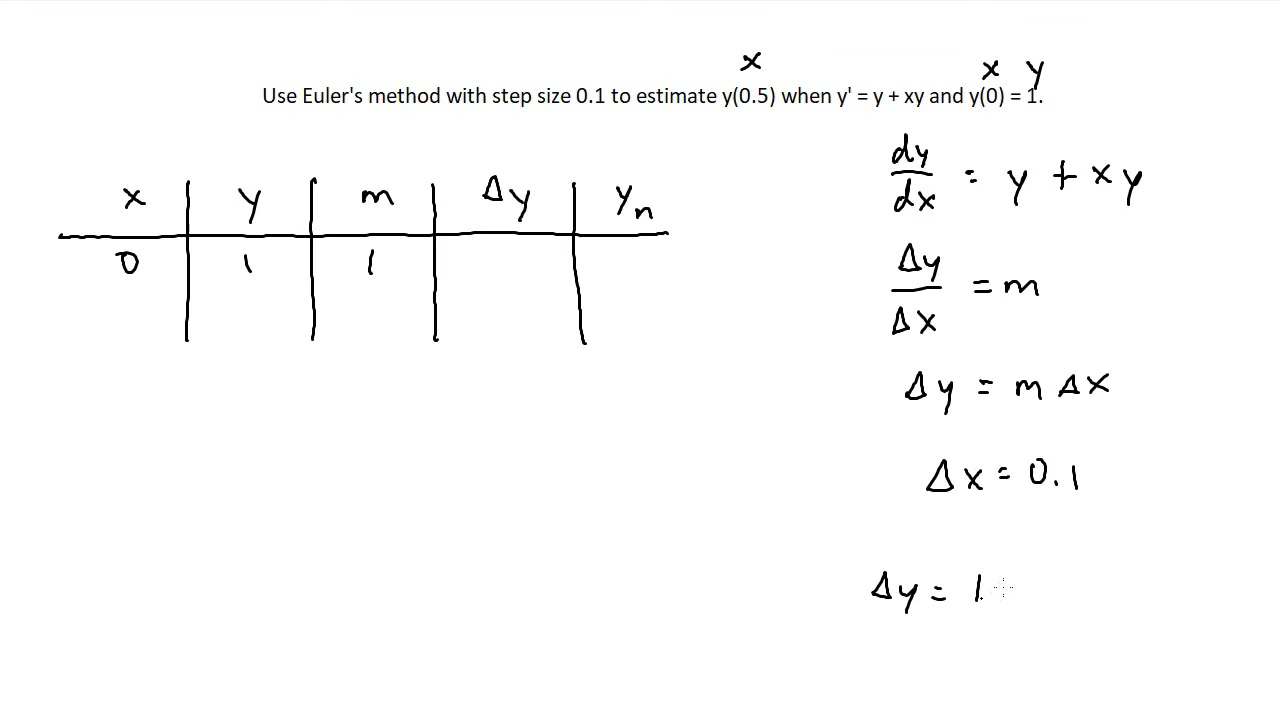 x
x y
Use Euler's method with step size 0.1 to estimate y(0.5) when y' = y + xy and y(0) = 1.
dy/dx = y + xy
x y m Δy yn
0 1 1
Δy/Δx = m
Δy = m Δx
Δx = 0.1
Δy = 1.